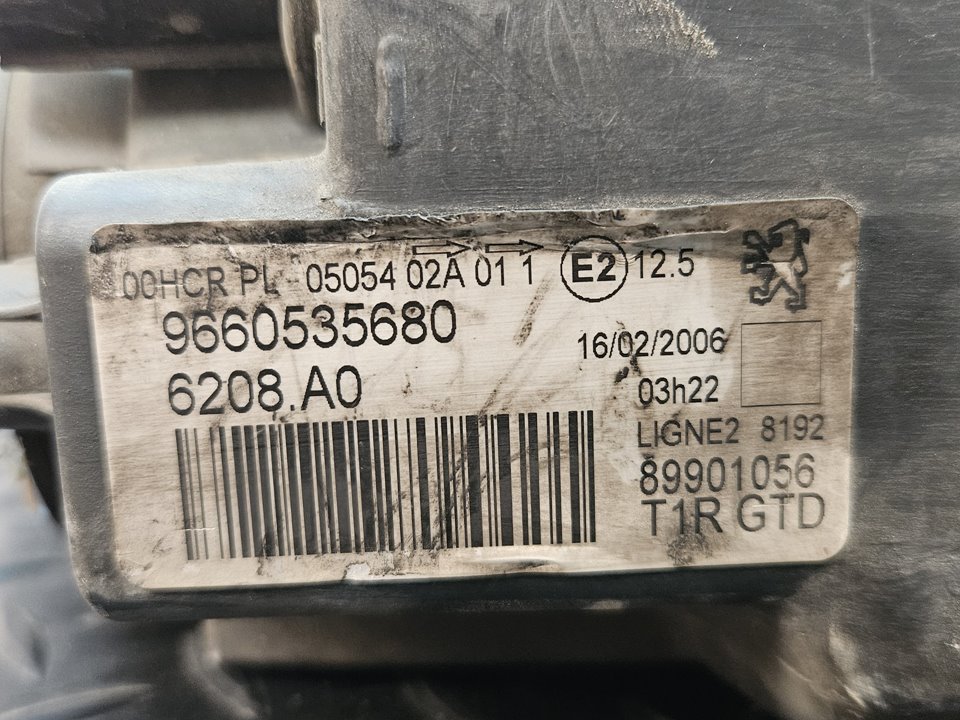 00HCR PL 05054 02A 01 1 E2 12.5
9660535680
16/02/2006
6208.A0
03h22
LIGNE2 8192
89901056
T1R GTD